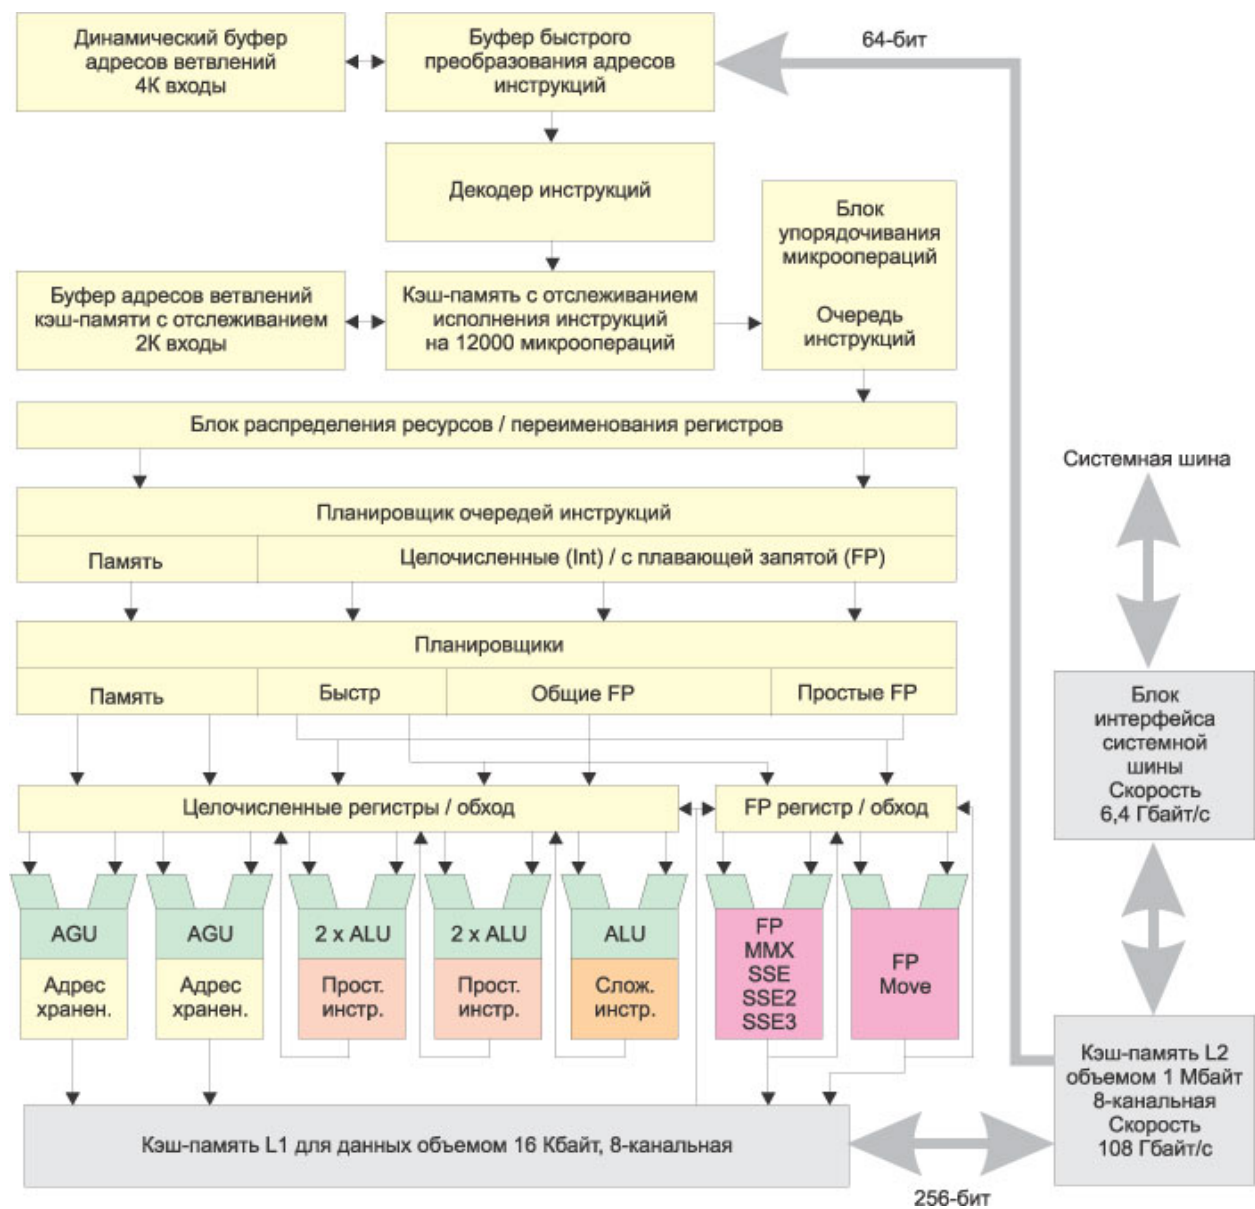 Динамический буфер
адресов ветвлений
4К входы
Буфер быстрого
преобразования адресов
инструкций
64-бит
Декодер инструкций
Блок
упорядочивания
микроопераций
Очередь
инструкций
Буфер адресов ветвлений
кэш-памяти с отслеживанием
2К входы
Кэш-память с отслеживанием
исполнения инструкций
на 12000 микроопераций
Блок распределения ресурсов / переименования регистров
Системная шина
Планировщик очередей инструкций
Память
Целочисленные (Int) / с плавающей запятой (FP)
Планировщики
Память
Быстр
Общие FP
Простые FP
Блок
интерфейса
системной
шины
Скорость
6,4 Гбайт/с
Целочисленные регистры / обход
FP регистр / обход
AGU
Адрес
хранен.
AGU
Адрес
хранен.
2 x ALU
Прост.
инстр.
2 x ALU
Прост.
инстр.
ALU
Слож.
инстр.
FP
MMX
SSE
SSE2
SSE3
FP
Move
Кэш-память L2
объемом 1 Мбайт
8-канальная
Скорость
108 Гбайт/с
Кэш-память L1 для данных объемом 16 Кбайт, 8-канальная
256-бит